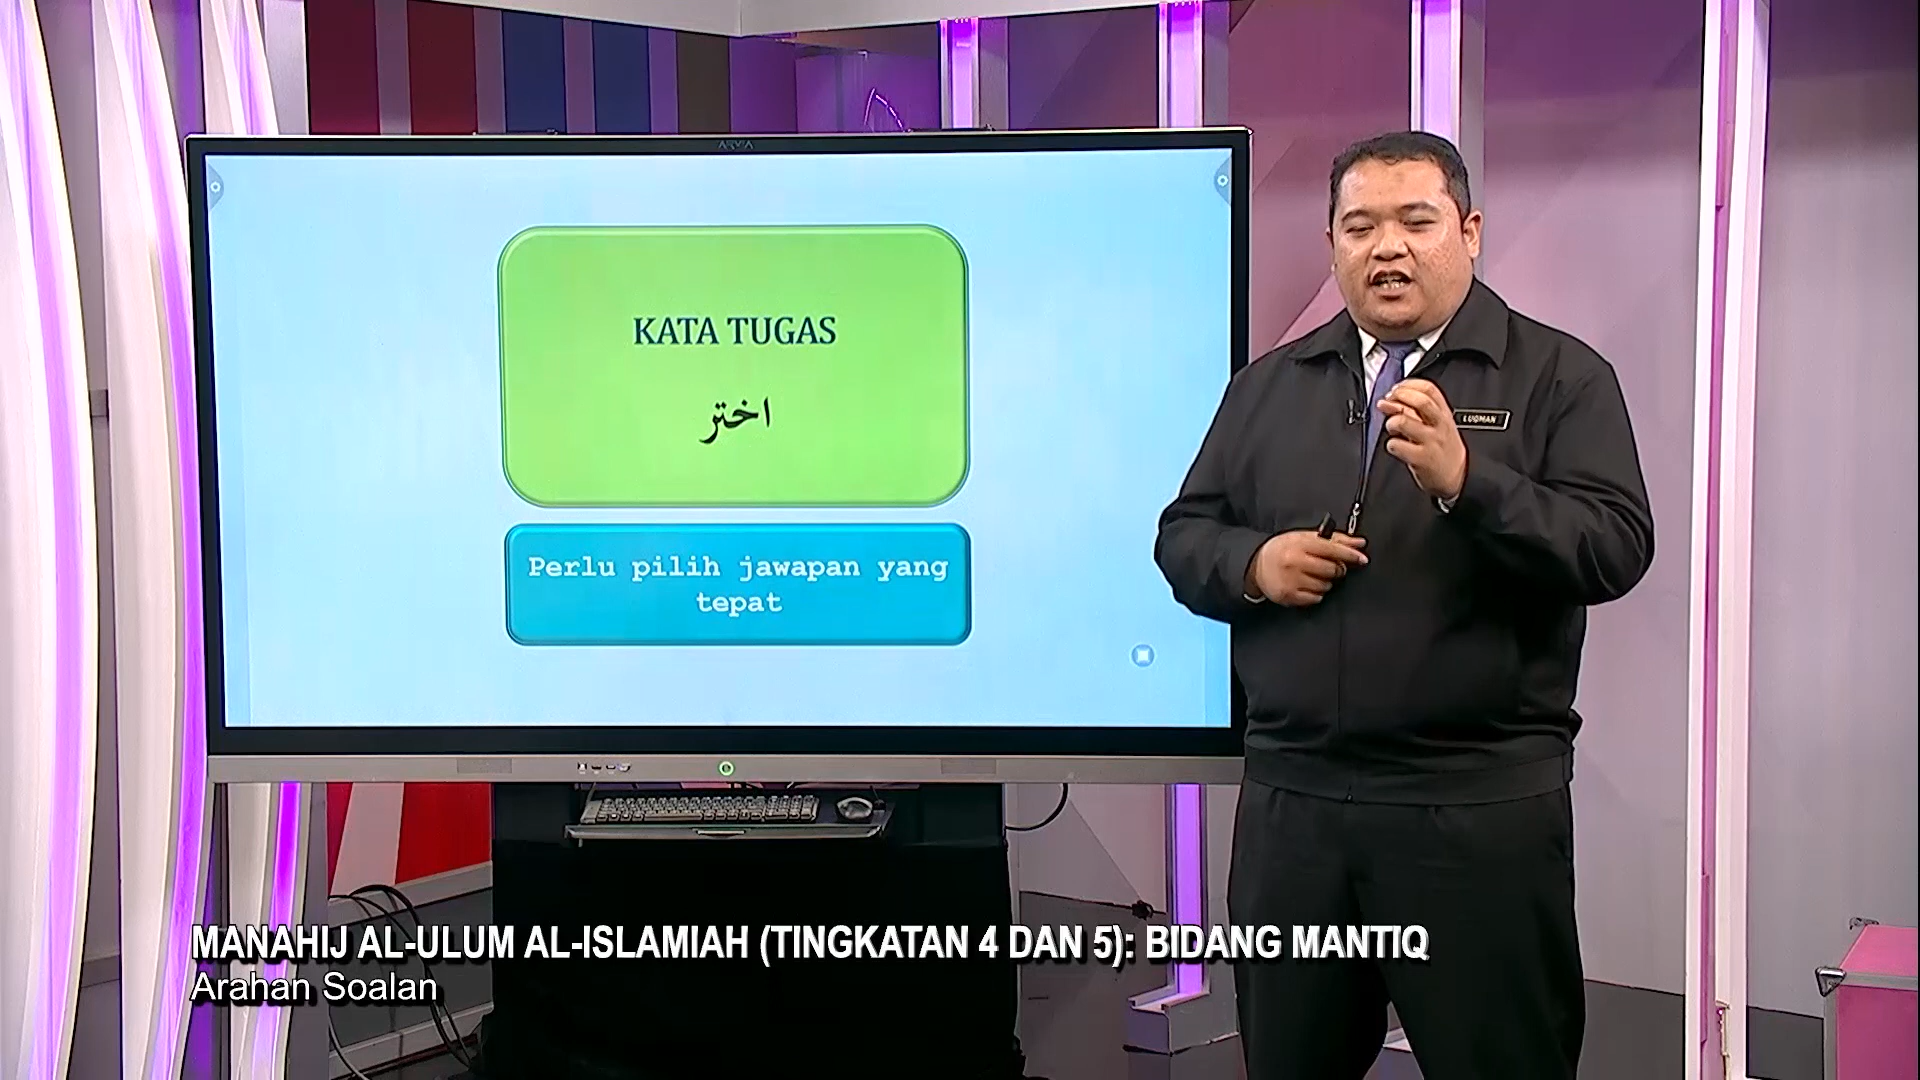 ARVIA
KATA TUGAS
اختر
Perlu pilih jawapan yang
tepat
LUQMAN
MANAHIJ AL-ULUM AL-ISLAMIAH (TINGKATAN 4 DAN 5): BIDANG MANTIQ
Arahan Soalan